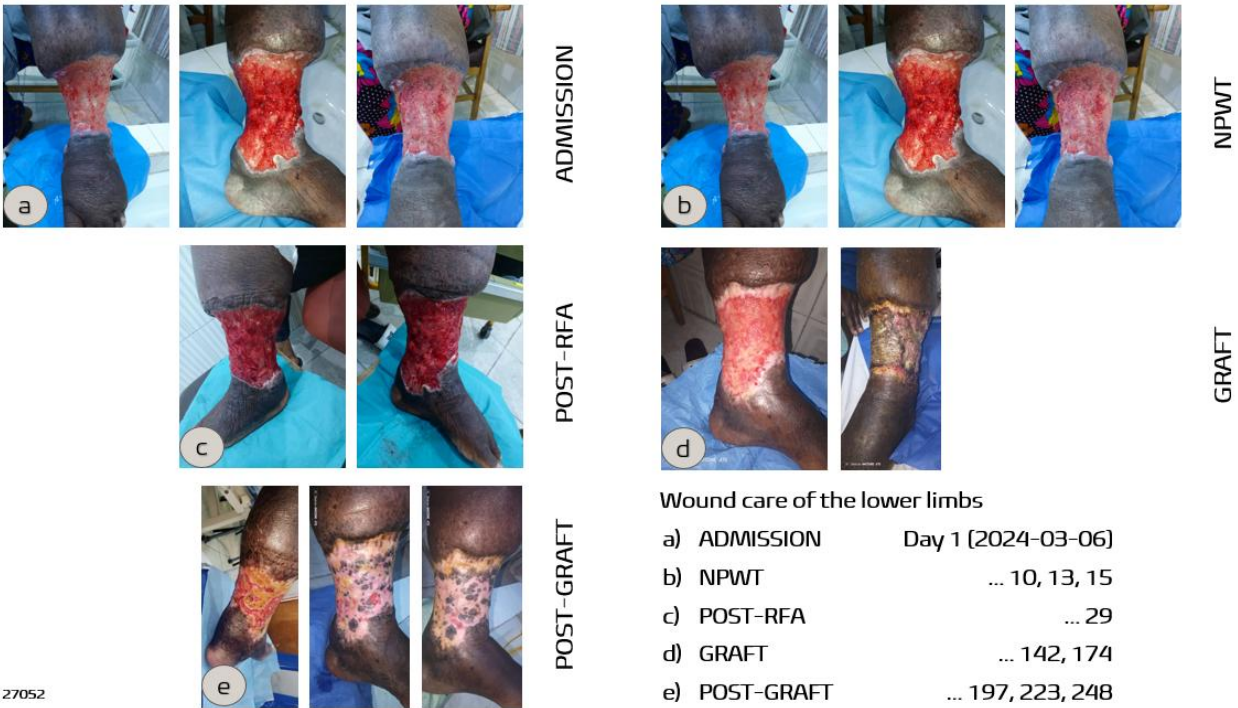 ADMISSION
a
NPWT
b
POST-RFA
c
GRAFT
d
POST-GRAFT
e
Wound care of the lower limbs
a) ADMISSION Day 1 (2024-03-06)
b) NPWT ... 10, 13, 15
c) POST-RFA ... 29
d) GRAFT ... 142, 174
e) POST-GRAFT ... 197, 223, 248
27052